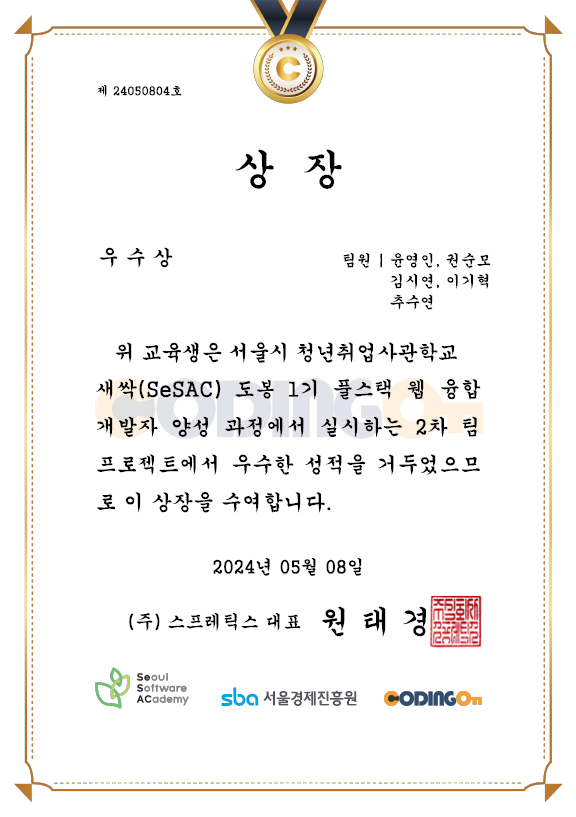 제 24050804호
상 장
우 수 상
팀원 | 윤영인, 권순모
김시연, 이기혁
추수연
위 교육생은 서울시 청년취업사관학교
새싹(SeSAC) 도봉 1기 풀스택 웹 융합
개발자 양성 과정에서 실시하는 2차 팀
프로젝트에서 우수한 성적을 거두었으므
로 이 상장을 수여합니다.
CODINGOn
2024년 05월 08일
(주) 스프레틱스 대표 원 태 경
Seoul
Software
ACademy
sba 서울경제진흥원
CODINGOn